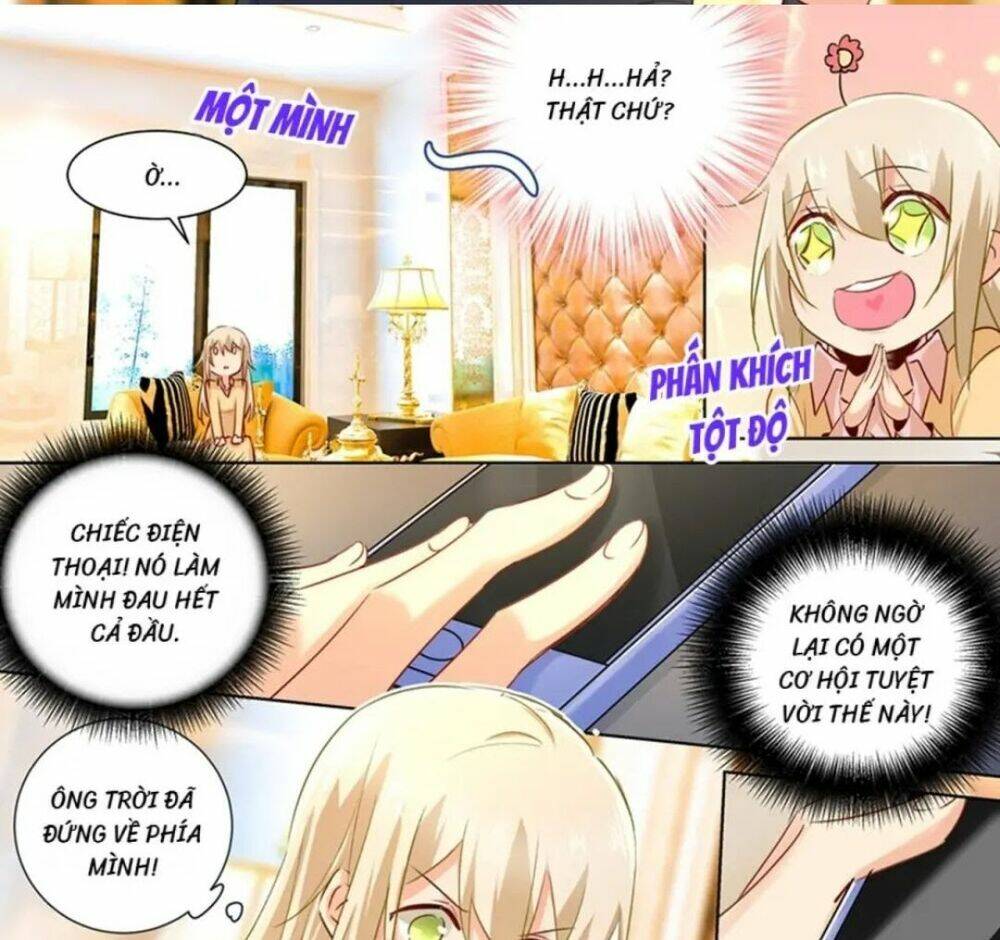 MỘT MÌNH
Ờ...
H...H...HẢ?
THẬT CHỨ?
PHẤN KHÍCH
TỘT ĐỘ
CHIẾC ĐIỆN
THOẠI! NÓ LÀM
MÌNH ĐAU HẾT
CẢ ĐẦU.
KHÔNG NGỜ
LẠI CÓ MỘT
CƠ HỘI TUYỆT
VỜI THẾ NÀY!
ÔNG TRỜI ĐÃ
ĐỨNG VỀ PHÍA
MÌNH!